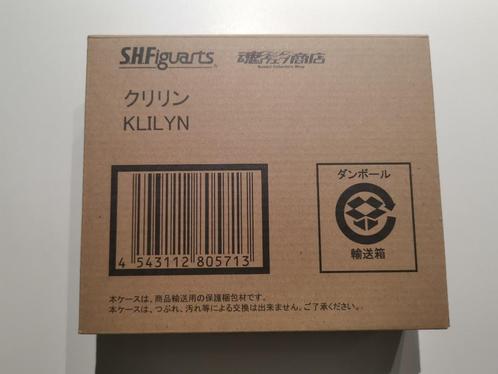 S.H.Figuarts
魂ウェブ商店
クリリン
KLILYN
ダンボール
輸送箱
4 543112 805713
本ケースは、商品輸送用の保護梱包材です。
本ケースは、つぶれ、汚れ等による交換は出来ません。ご了承ください。